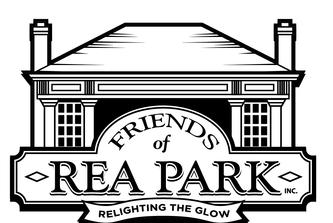 FRIENDS
of
REA PARK INC.
RELIGHTING THE GLOW